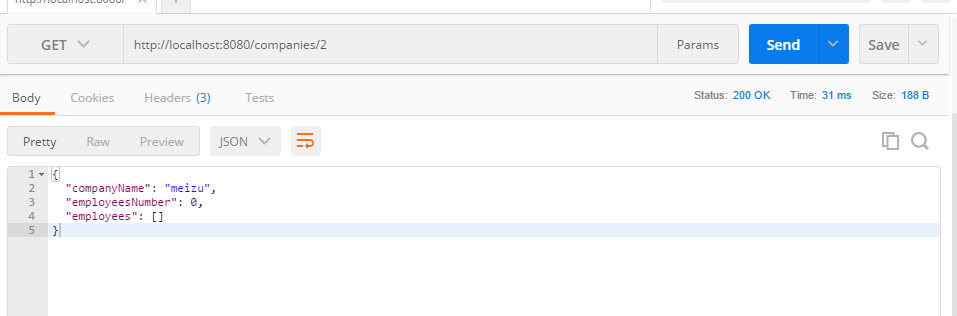 http://localhost:8080/
GET http://localhost:8080/companies/2 Params Send Save
Body Cookies Headers (3) Tests Status: 200 OK Time: 31 ms Size: 188 B
Pretty Raw Preview JSON
1 {
2 "companyName": "meizu",
3 "employeesNumber": 0,
4 "employees": []
5 }